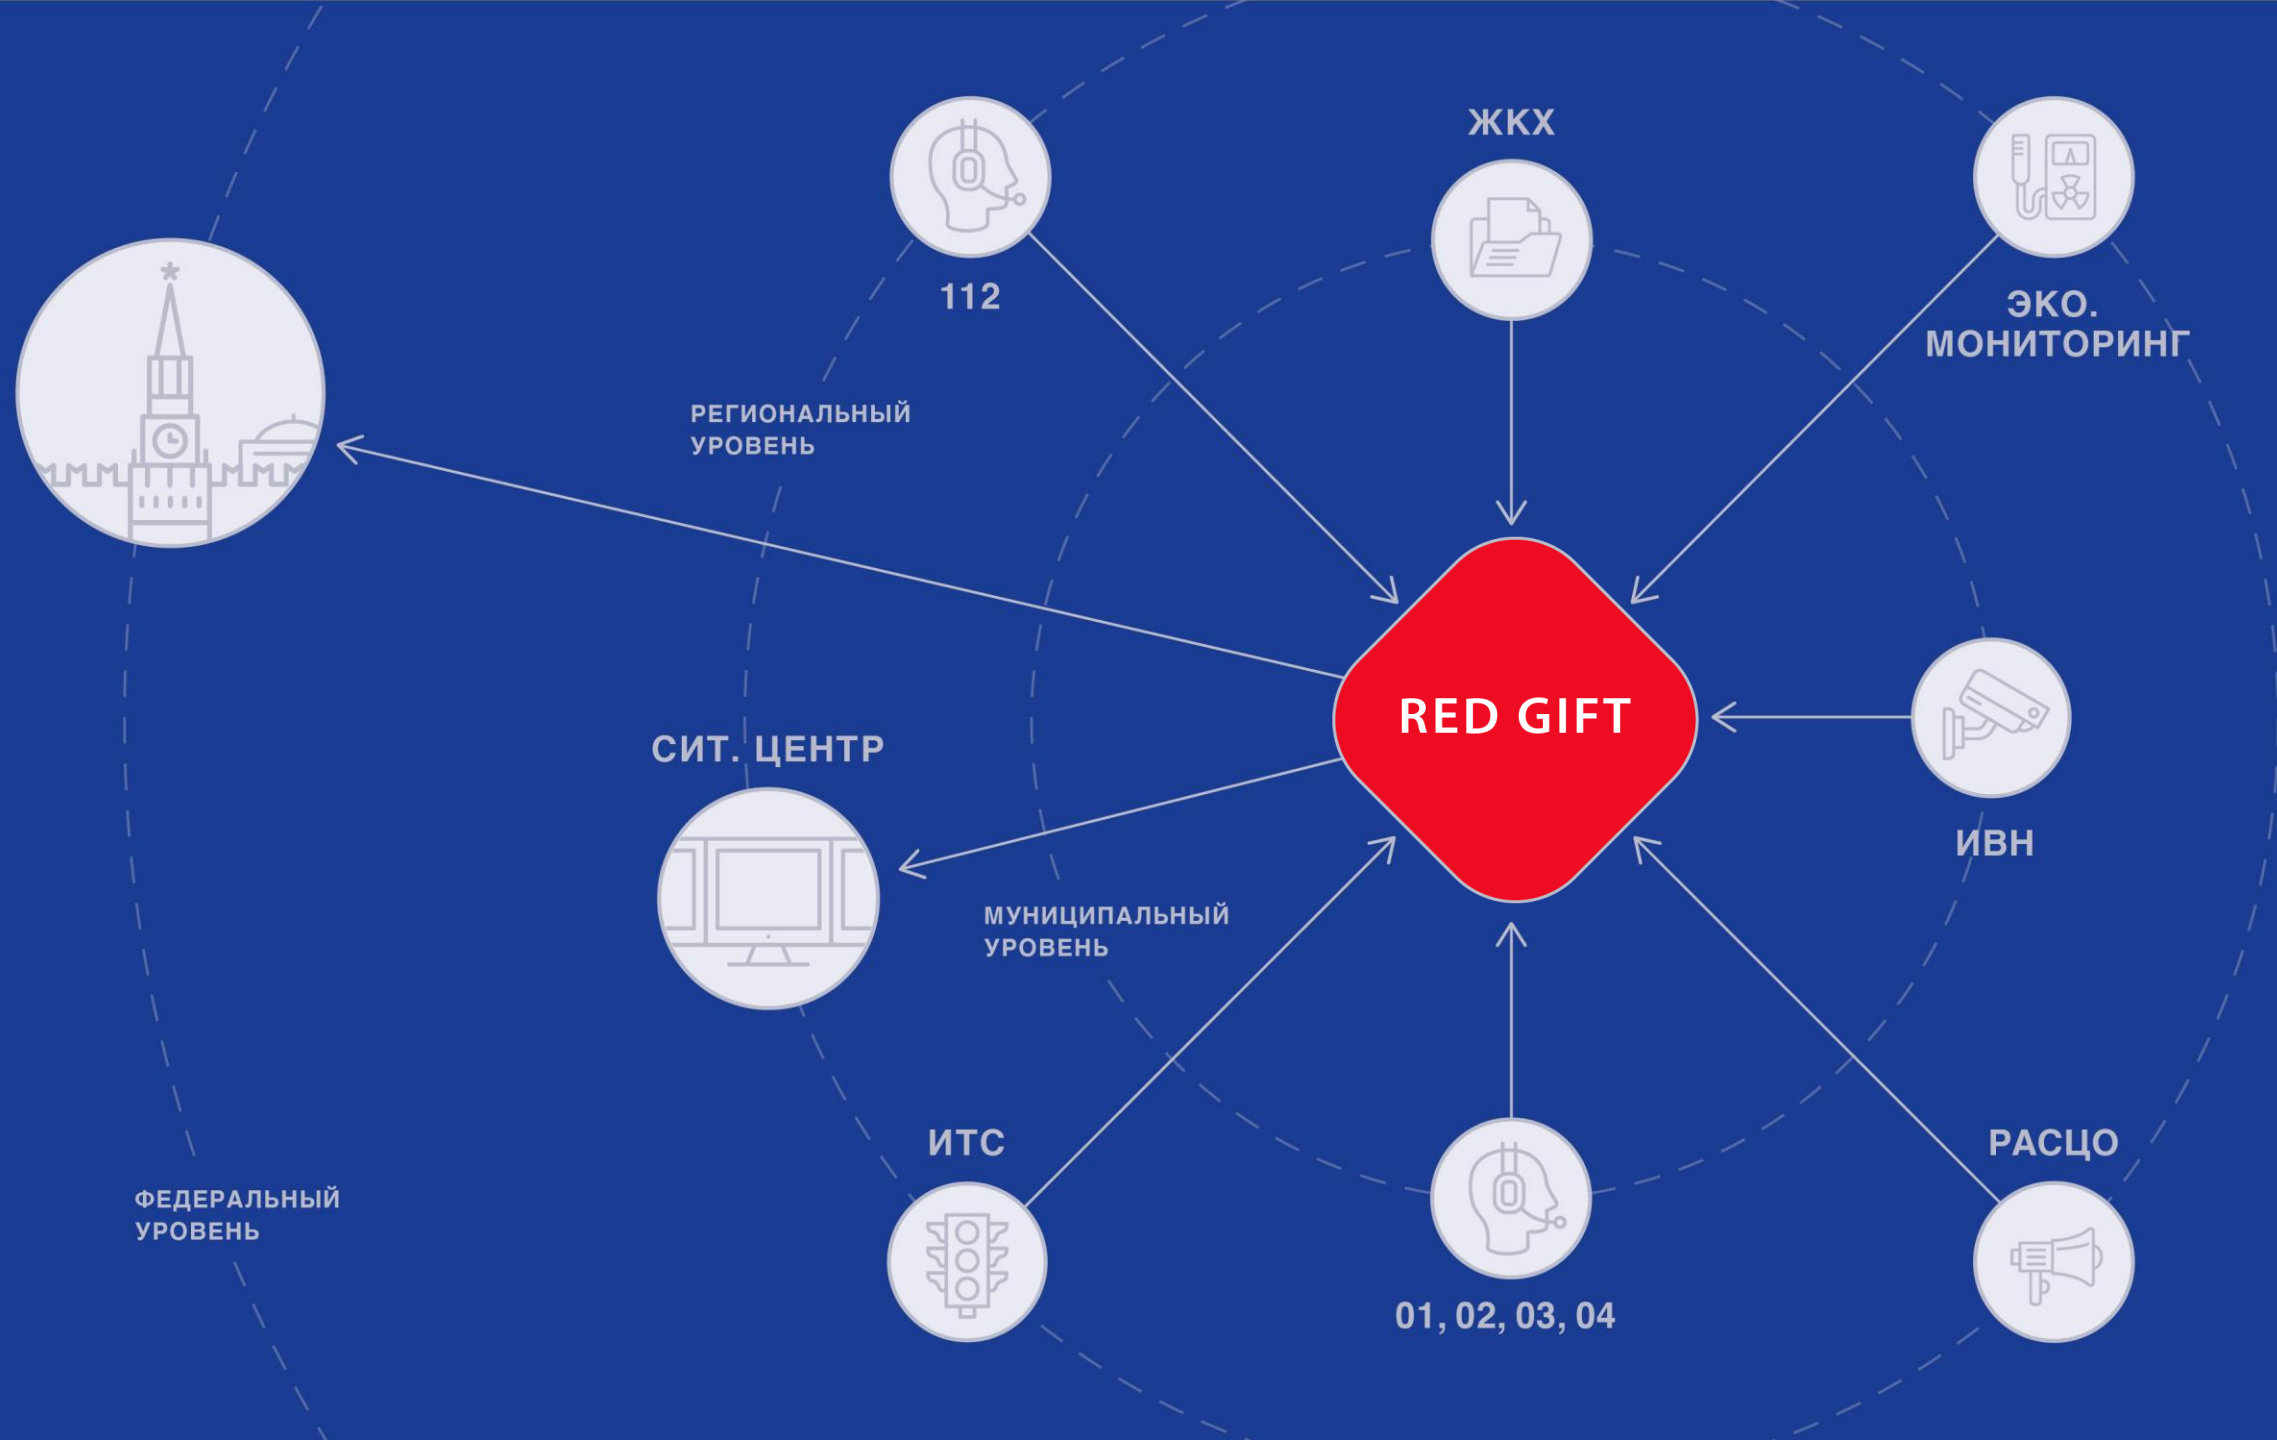 ЖКХ
112
ЭКО.
МОНИТОРИНГ
РЕГИОНАЛЬНЫЙ
УРОВЕНЬ
RED GIFT
СИТ. ЦЕНТР
ИВН
МУНИЦИПАЛЬНЫЙ
УРОВЕНЬ
ИТС
РАСЦО
ФЕДЕРАЛЬНЫЙ
УРОВЕНЬ
01, 02, 03, 04